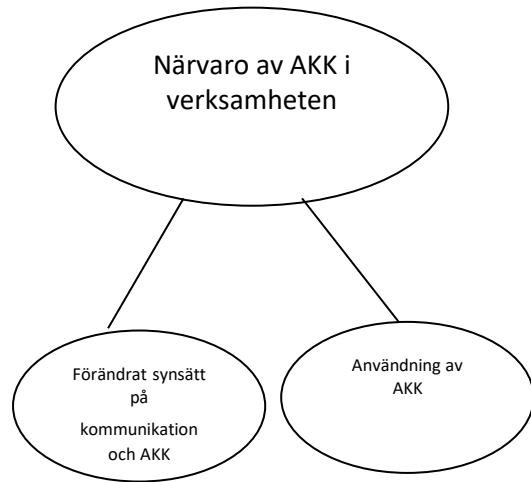 Närvaro av AKK i
verksamheten
Förändrat synsätt
på
kommunikation
och AKK
Användning av
AKK